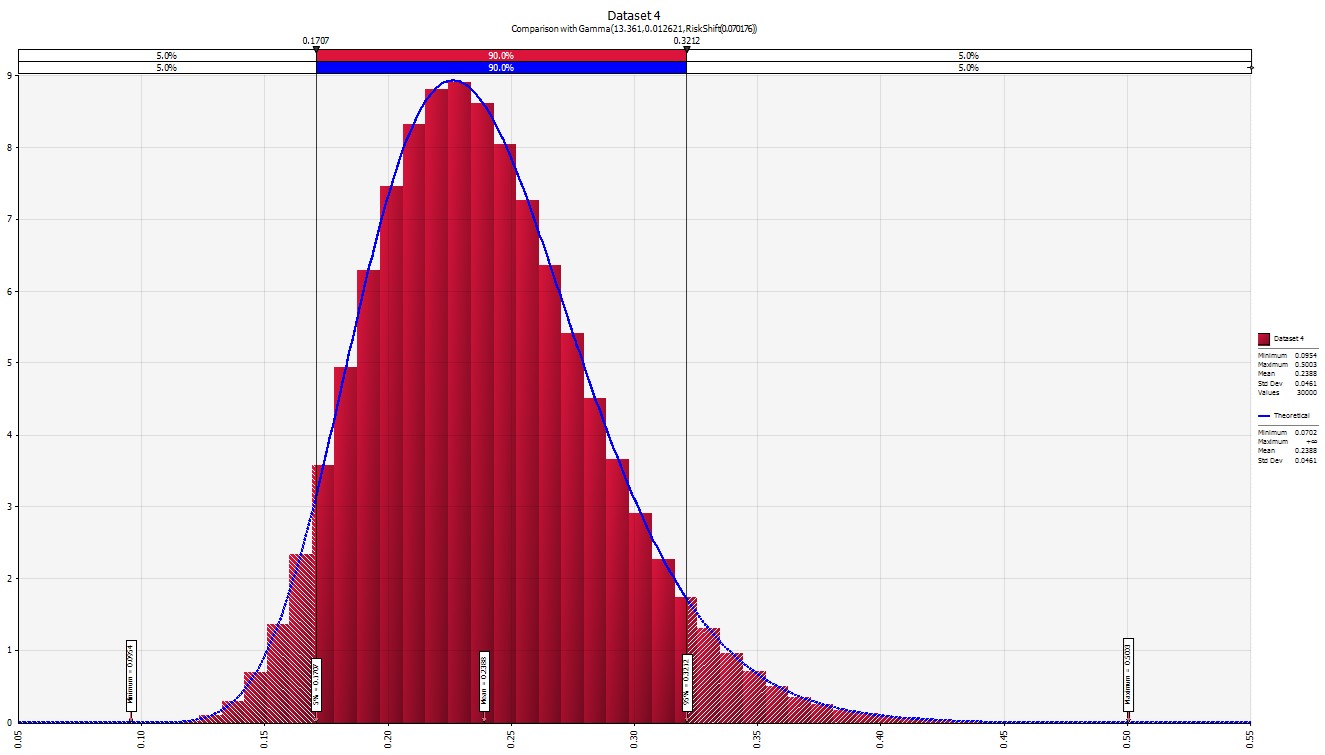 Dataset 4
Comparison with Gamma(13.361,0.012621,RiskShift(0.070176))
0.1707 0.3212
5.0% 90.0% 5.0%
5.0% 90.0% 5.0%
9
8
7
6
5
4
3
2
1
0
Minimum = 0.0954
5% = 0.1707
Mean = 0.2388
95% = 0.3212
Maximum = 0.5003
0.05 0.10 0.15 0.20 0.25 0.30 0.35 0.40 0.45 0.50 0.55
Dataset 4
Minimum 0.0954
Maximum 0.5003
Mean 0.2388
Std Dev 0.0461
Values 30000
Theoretical
Minimum 0.0702
Maximum +∞
Mean 0.2388
Std Dev 0.0461